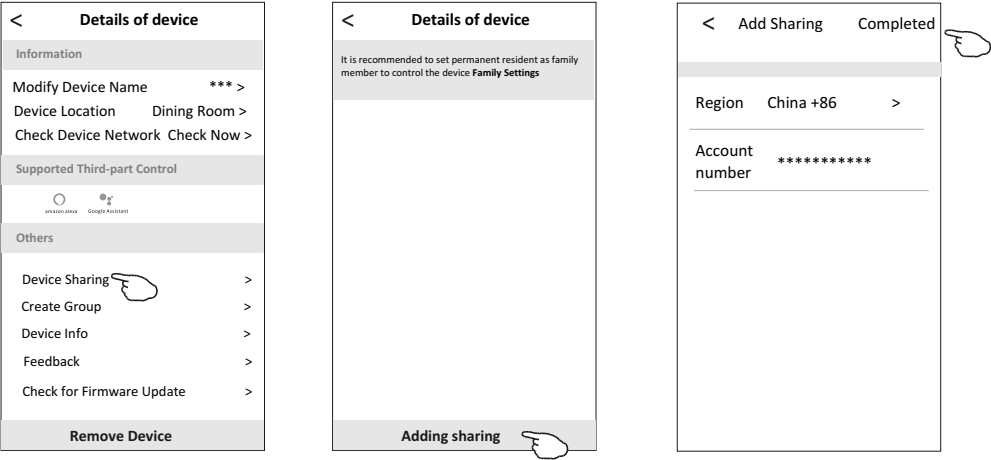 < Details of device
Information
Modify Device Name *** >
Device Location Dining Room >
Check Device Network Check Now >
Supported Third-part Control
amazon alexa Google Assistant
Others
Device Sharing >
Create Group >
Device Info >
Feedback >
Check for Firmware Update >
Remove Device
< Details of device
It is recommended to set permanent resident as family
member to control the device Family Settings
Adding sharing
< Add Sharing Completed
Region China +86 >
Account
number ***********